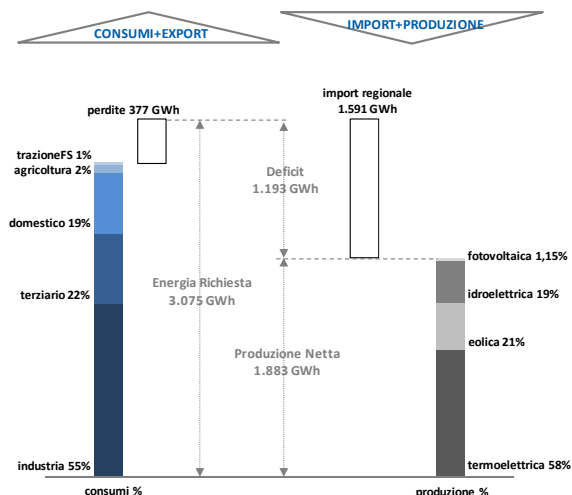 CONSUMI+EXPORT
IMPORT+PRODUZIONE
perdite 377 GWh
import regionale
1.591 GWh
trazioneFS 1%
agricoltura 2%
domestico 19%
terziario 22%
industria 55%
consumi %
Deficit
1.193 GWh
Energia Richiesta
3.075 GWh
Produzione Netta
1.883 GWh
fotovoltaica 1,15%
idroelettrica 19%
eolica 21%
termoelettrica 58%
produzione %